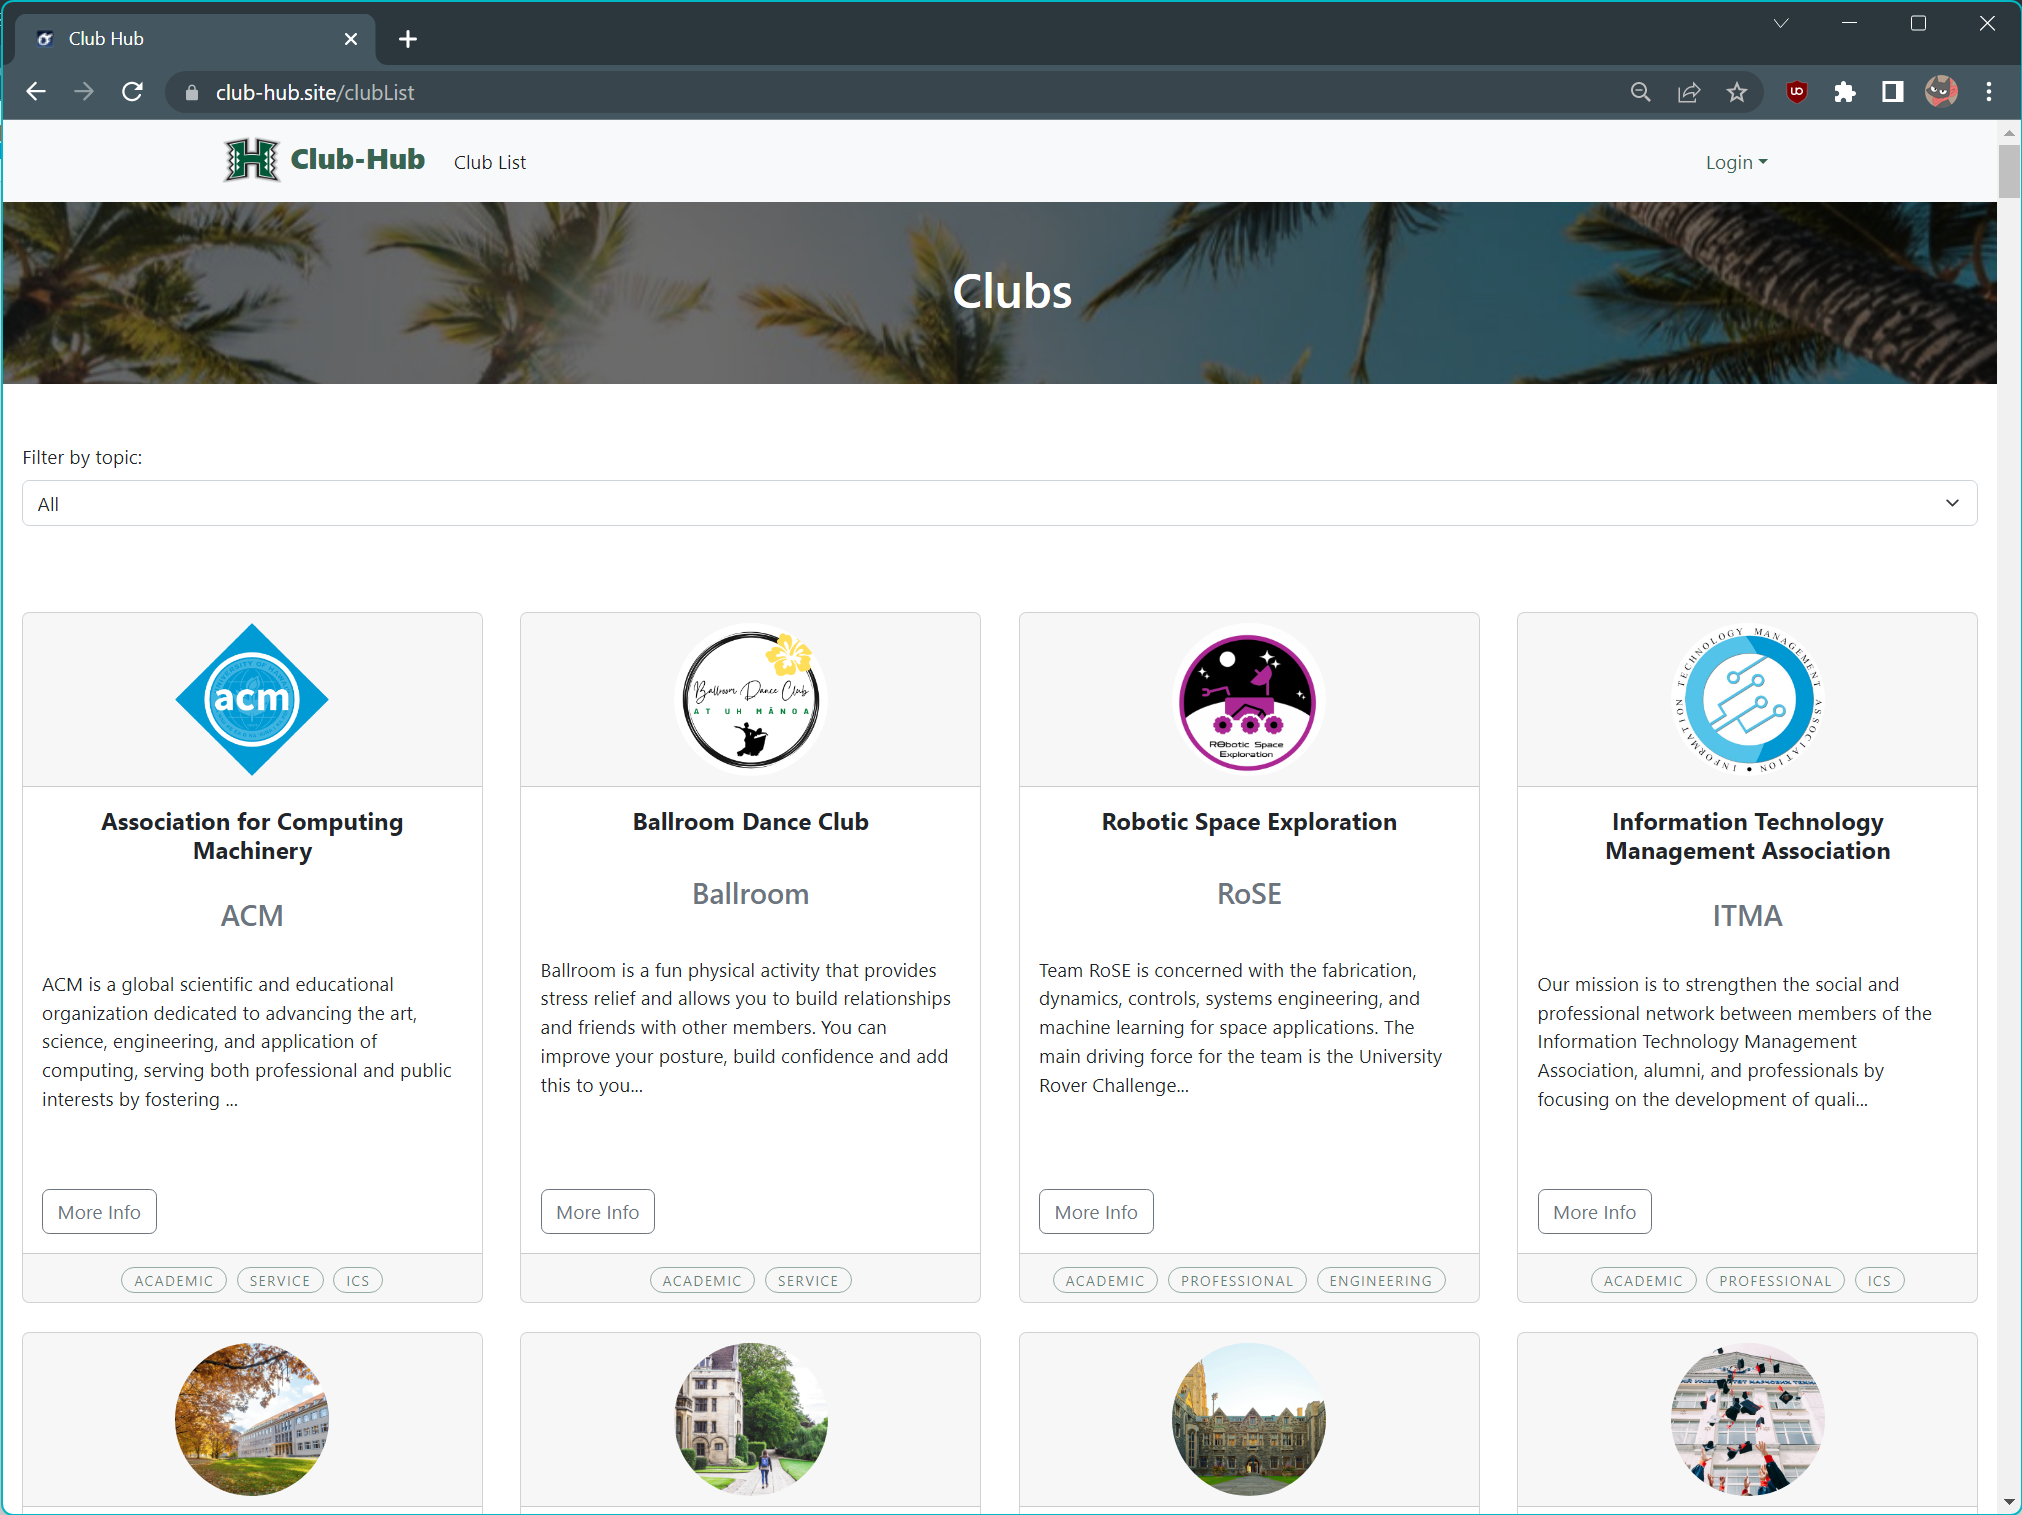 Club Hub
club-hub.site/clubList
Club-Hub
Club List
Login
Clubs
Filter by topic:
All
acm
Ballroom Dance Club
AT UH MĀNOA
RObotic Space
Exploration
INFORMATION TECHNOLOGY MANAGEMENT ASSOCIATION
Association for Computing
Machinery
ACM
ACM is a global scientific and educational
organization dedicated to advancing the art,
science, engineering, and application of
computing, serving both professional and public
interests by fostering ...
More Info
ACADEMIC
SERVICE
ICS
Ballroom Dance Club
Ballroom
Ballroom is a fun physical activity that provides
stress relief and allows you to build relationships
and friends with other members. You can
improve your posture, build confidence and add
this to you...
More Info
ACADEMIC
SERVICE
Robotic Space Exploration
RoSE
Team RoSE is concerned with the fabrication,
dynamics, controls, systems engineering, and
machine learning for space applications. The
main driving force for the team is the University
Rover Challenge...
More Info
ACADEMIC
PROFESSIONAL
ENGINEERING
Information Technology
Management Association
ITMA
Our mission is to strengthen the social and
professional network between members of the
Information Technology Management
Association, alumni, and professionals by
focusing on the development of quali...
More Info
ACADEMIC
PROFESSIONAL
ICS